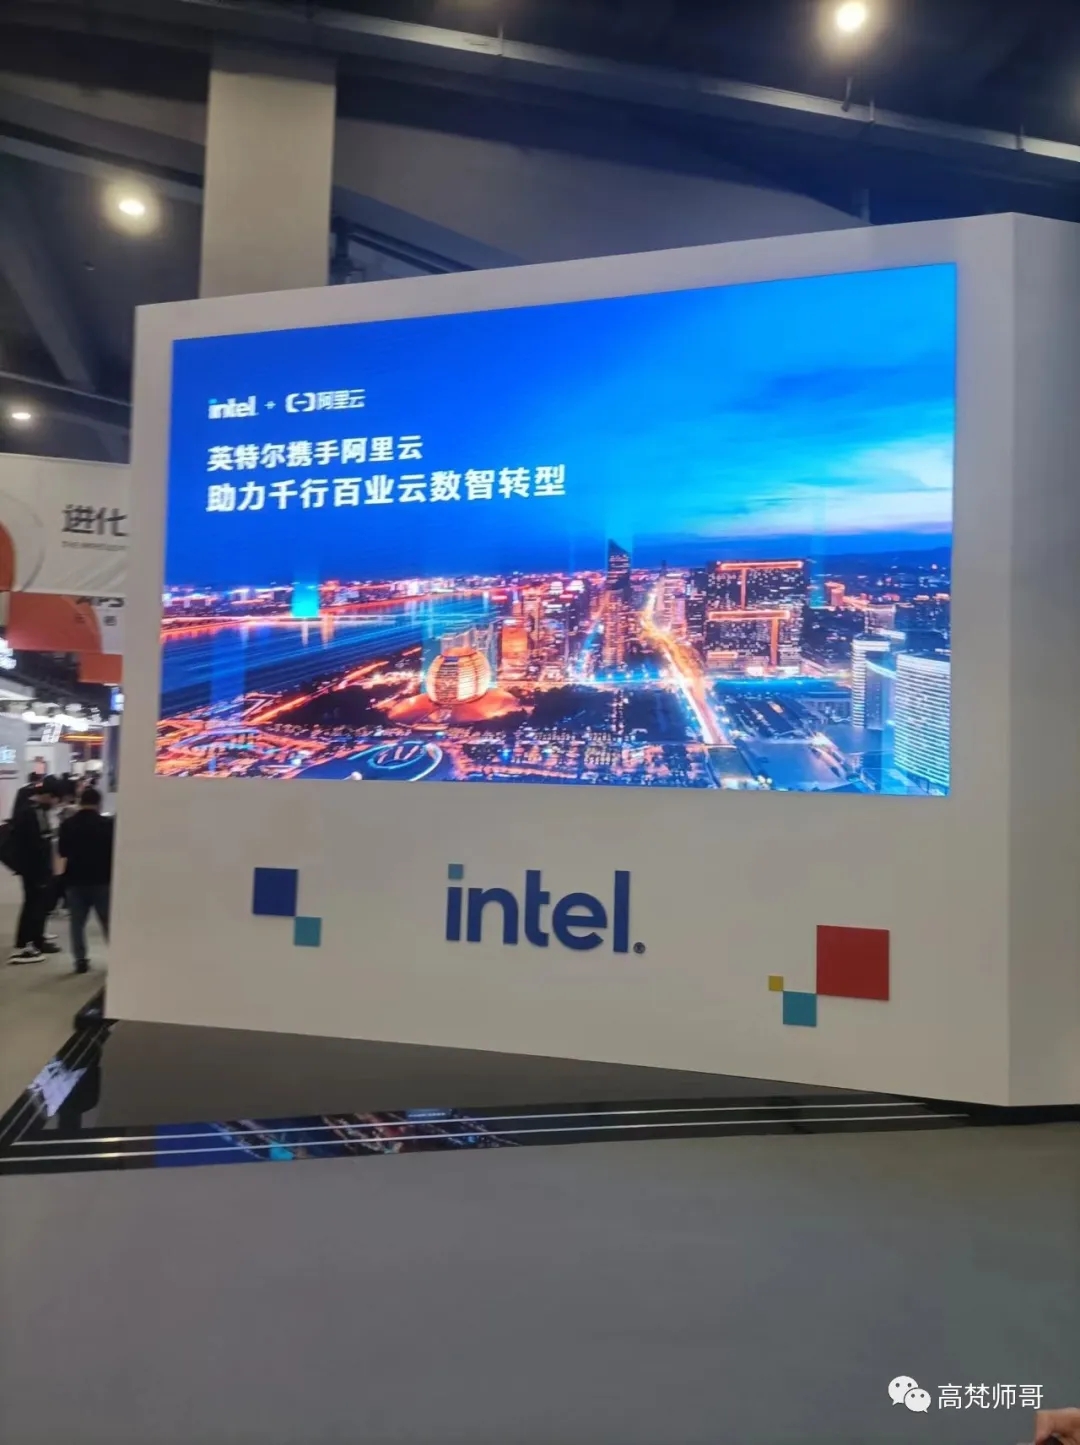 intel. + 阿里云
英特尔携手阿里云
助力千行百业云数智转型
进化
intel.
高梵师哥